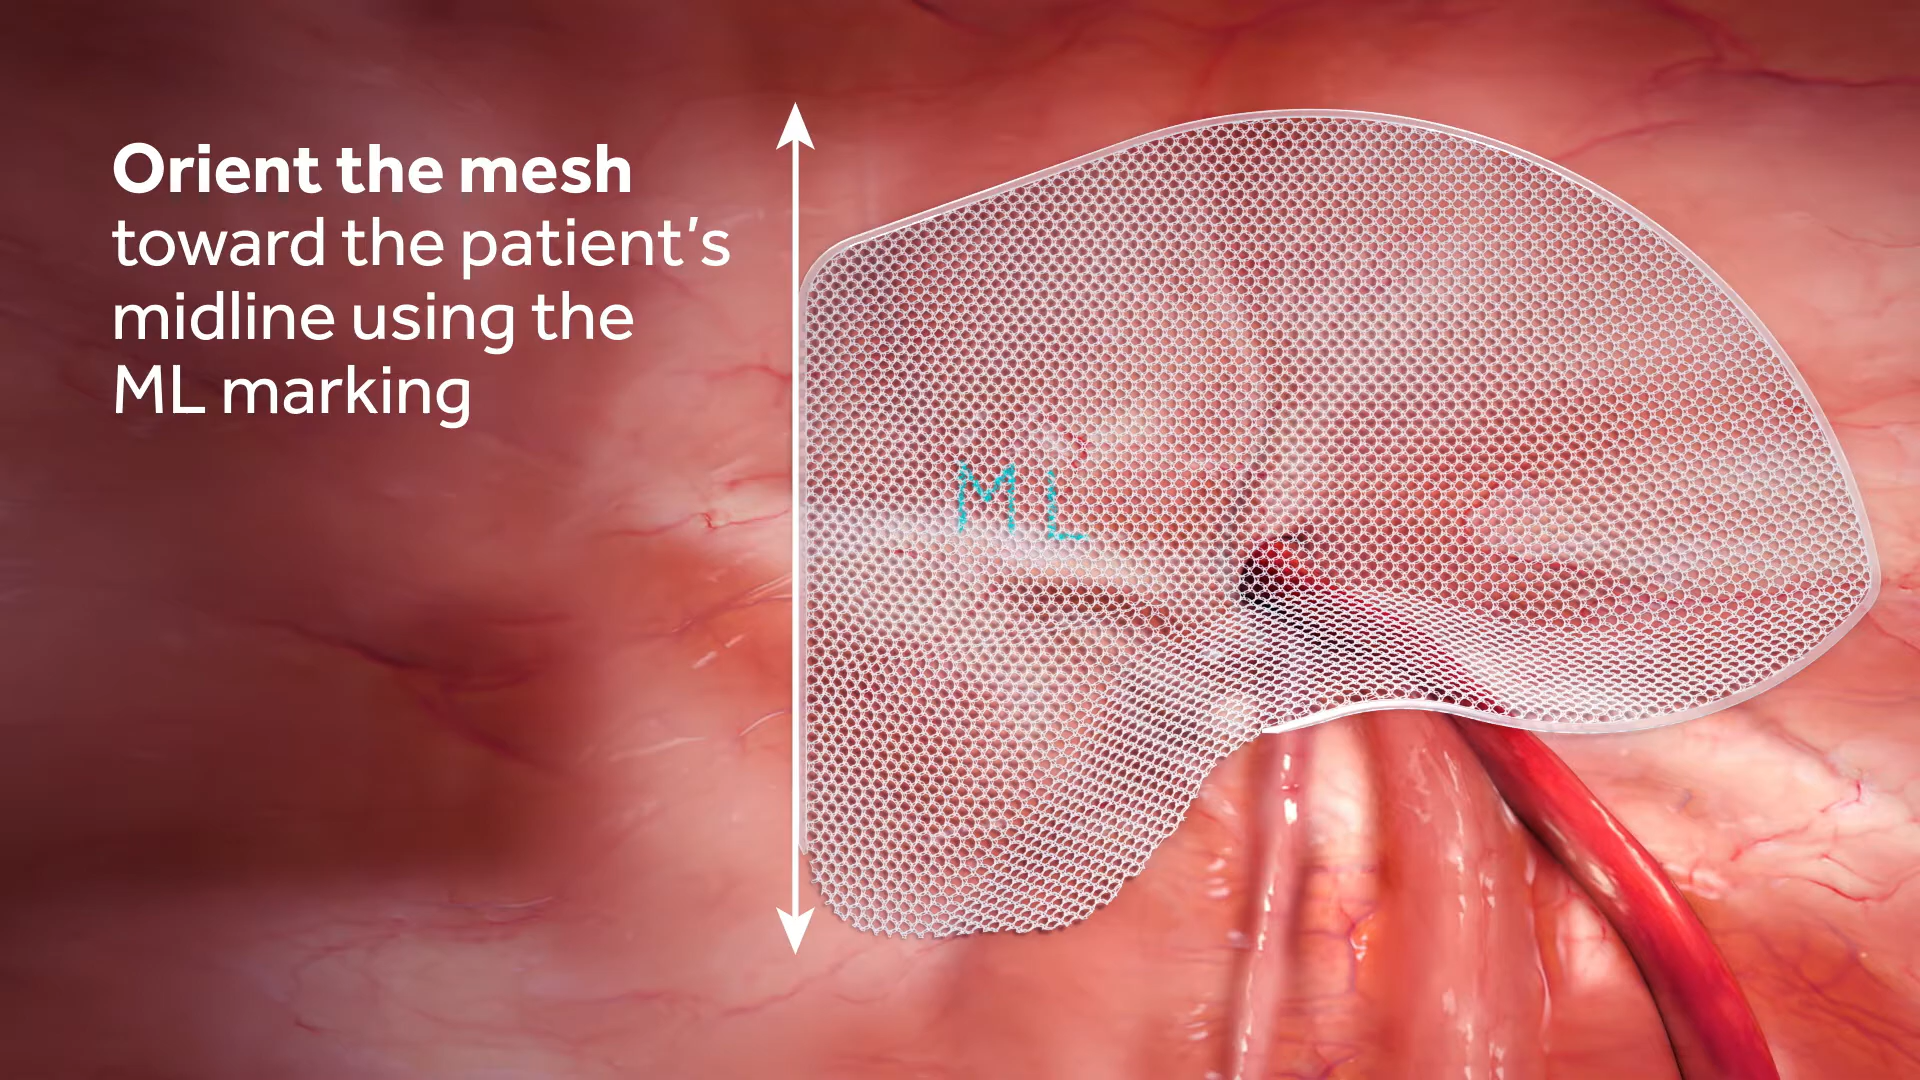 Orient the mesh
toward the patient’s
midline using the
ML marking
ML